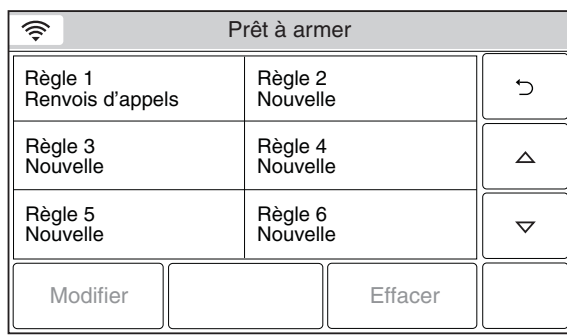 Prêt à armer
Règle 1
Renvois d'appels
Règle 2
Nouvelle
Règle 3
Nouvelle
Règle 4
Nouvelle
Règle 5
Nouvelle
Règle 6
Nouvelle
Modifier
Effacer